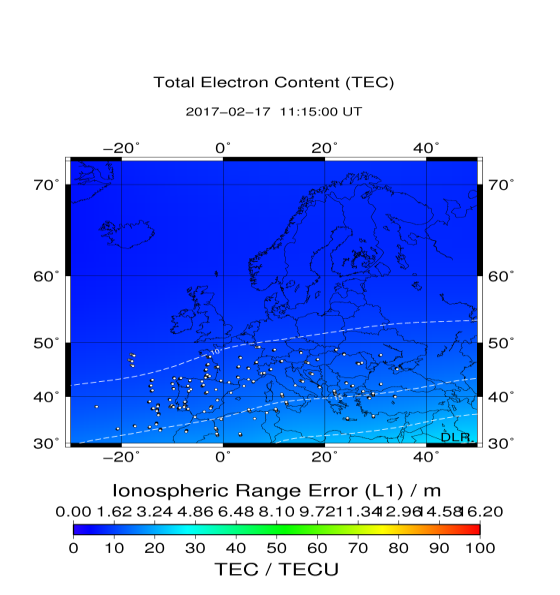 Total Electron Content (TEC)
2017-02-17 11:15:00 UT
-20° 0° 20° 40°
70° 70°
60° 60°
50° 50°
10
40° 40°
DLR
30° 30°
-20° 0° 20° 40°
Ionospheric Range Error (L1) / m
0.00 1.62 3.24 4.86 6.48 8.10 9.72 11.34 12.96 14.58 16.20
0 10 20 30 40 50 60 70 80 90 100
TEC / TECU